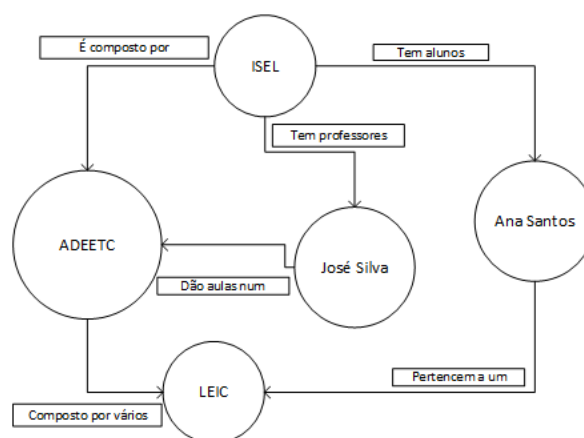 É composto por
ISEL
Tem alunos
Tem professores
ADEETC
José Silva
Ana Santos
Dão aulas num
LEIC
Pertencem a um
Composto por vários